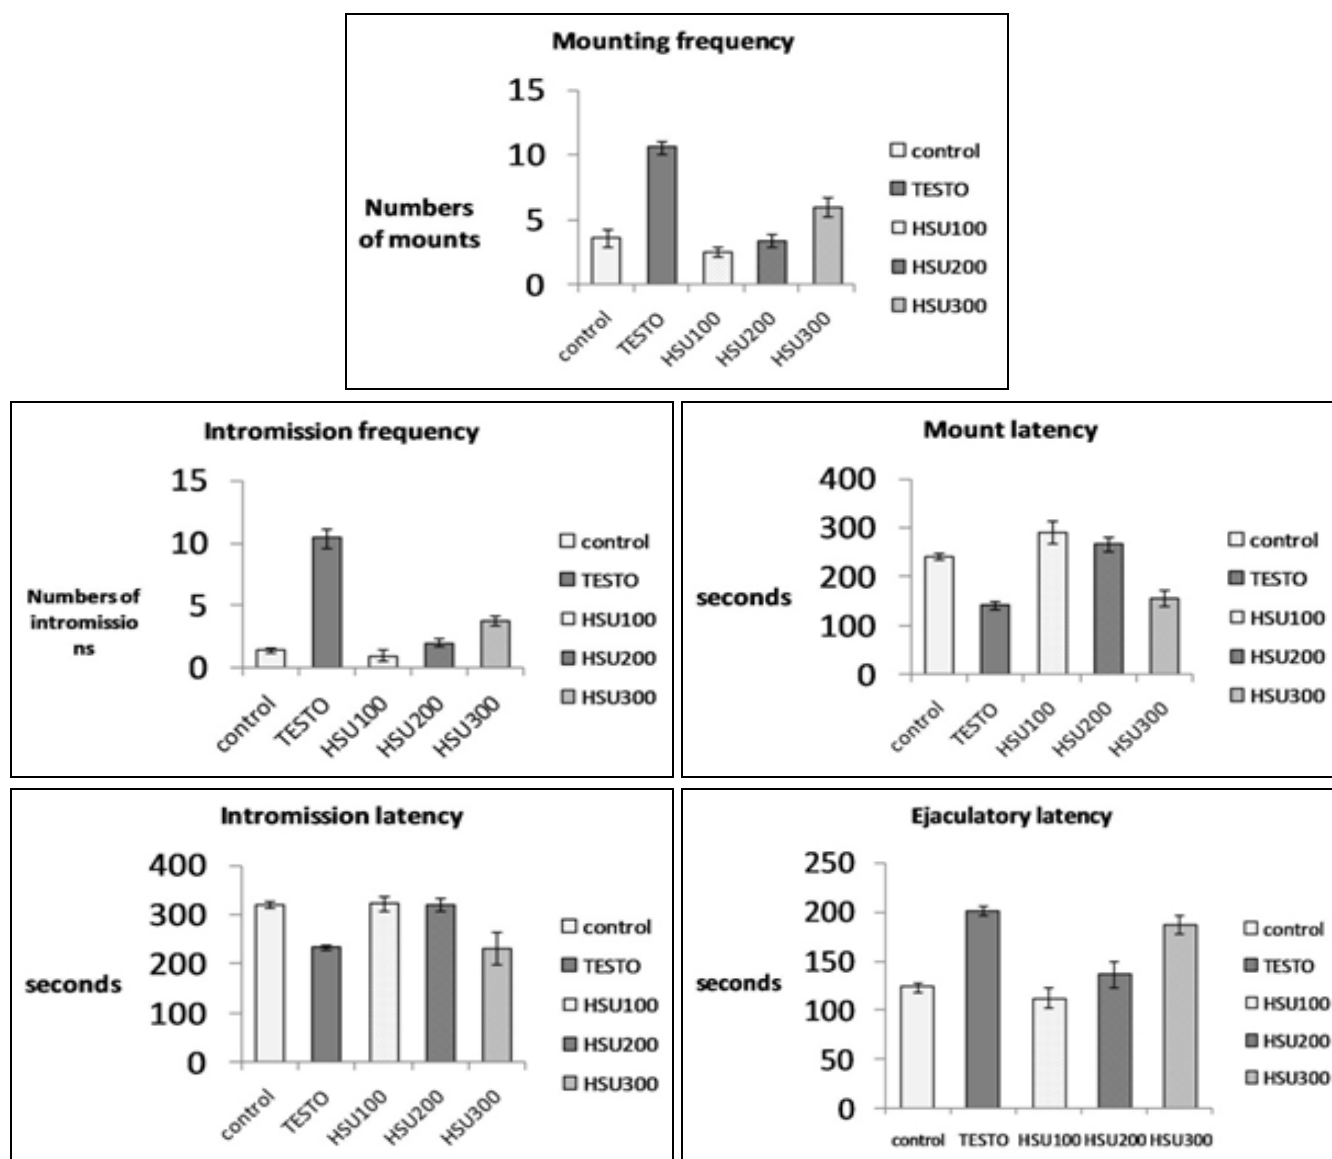 Mounting frequency
15
10
5
0
Numbers
of mounts
control
TESTO
HSU100
HSU200
HSU300
control
TESTO
HSU100
HSU200
HSU300
Intromission frequency
15
10
5
0
Numbers of
intromissio
ns
control
TESTO
HSU100
HSU200
HSU300
control
TESTO
HSU100
HSU200
HSU300
Mount latency
400
300
200
100
0
seconds
control
TESTO
HSU100
HSU200
HSU300
control
TESTO
HSU100
HSU200
HSU300
Intromission latency
400
300
200
100
0
seconds
control
TESTO
HSU100
HSU200
HSU300
control
TESTO
HSU100
HSU200
HSU300
Ejaculatory latency
250
200
150
100
50
0
seconds
control TESTO HSU100 HSU200 HSU300
control
TESTO
HSU100
HSU200
HSU300